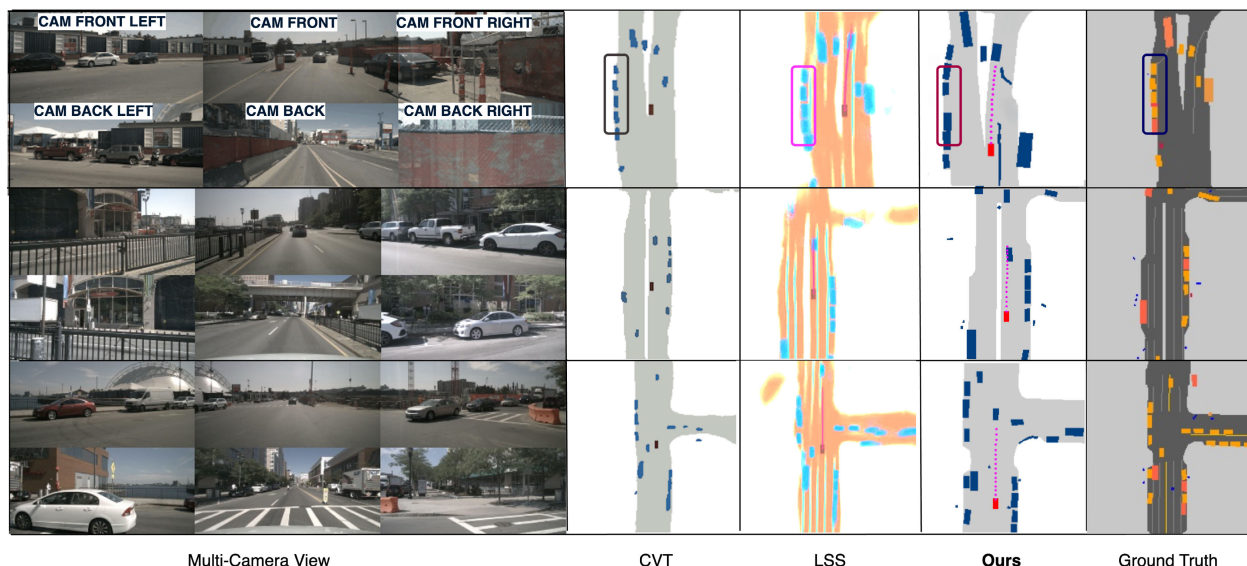 CAM FRONT LEFT
CAM FRONT
CAM FRONT RIGHT
CAM BACK LEFT
CAM BACK
CAM BACK RIGHT
Multi-Camera View
CVT
LSS
Ours
Ground Truth